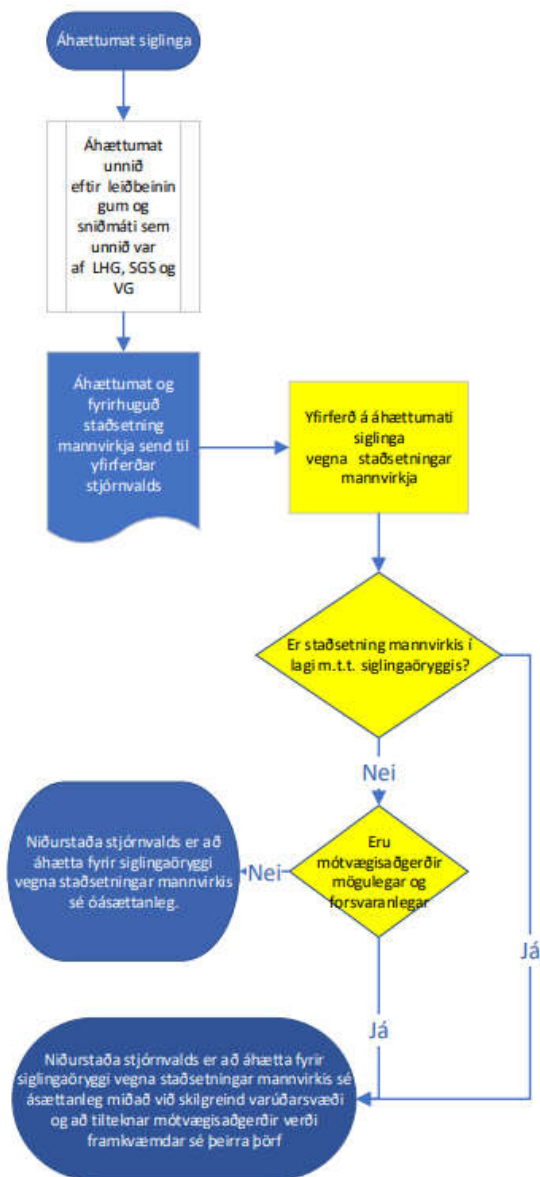 Áhættumat siglinga
Áhættumat
unnið
eftir leiðbeinin
gum og
sniðmáti sem
unnið var
af LHG, SGS og
VG
Áhættumat og
fyrirhuguð
staðsetning
mannvirkja send til
yfirferðar
stjórnvalds
Yfirferð á áhættumati
siglinga
vegna staðsetningar
mannvirkja
Er staðsetning mannvirkis í
lagi m.t.t. siglingaöryggis?
Nei
Eru
mótvægisaðgerðir
mögulegar og
forsvaranlegar
Nei
Niðurstaða stjórnvalds er að
áhætta fyrir siglingaöryggi
vegna staðsetningar mannvirkis
sé óásættanleg.
Já
Já
Niðurstaða stjórnvalds er að áhætta fyrir
siglingaöryggi vegna staðsetningar mannvirkis sé
ásættanleg miðað við skilgreind varúðarsvæði
og að tilteknar mótvægisaðgerðir verði
framkvæmdar sé þeirra þörf